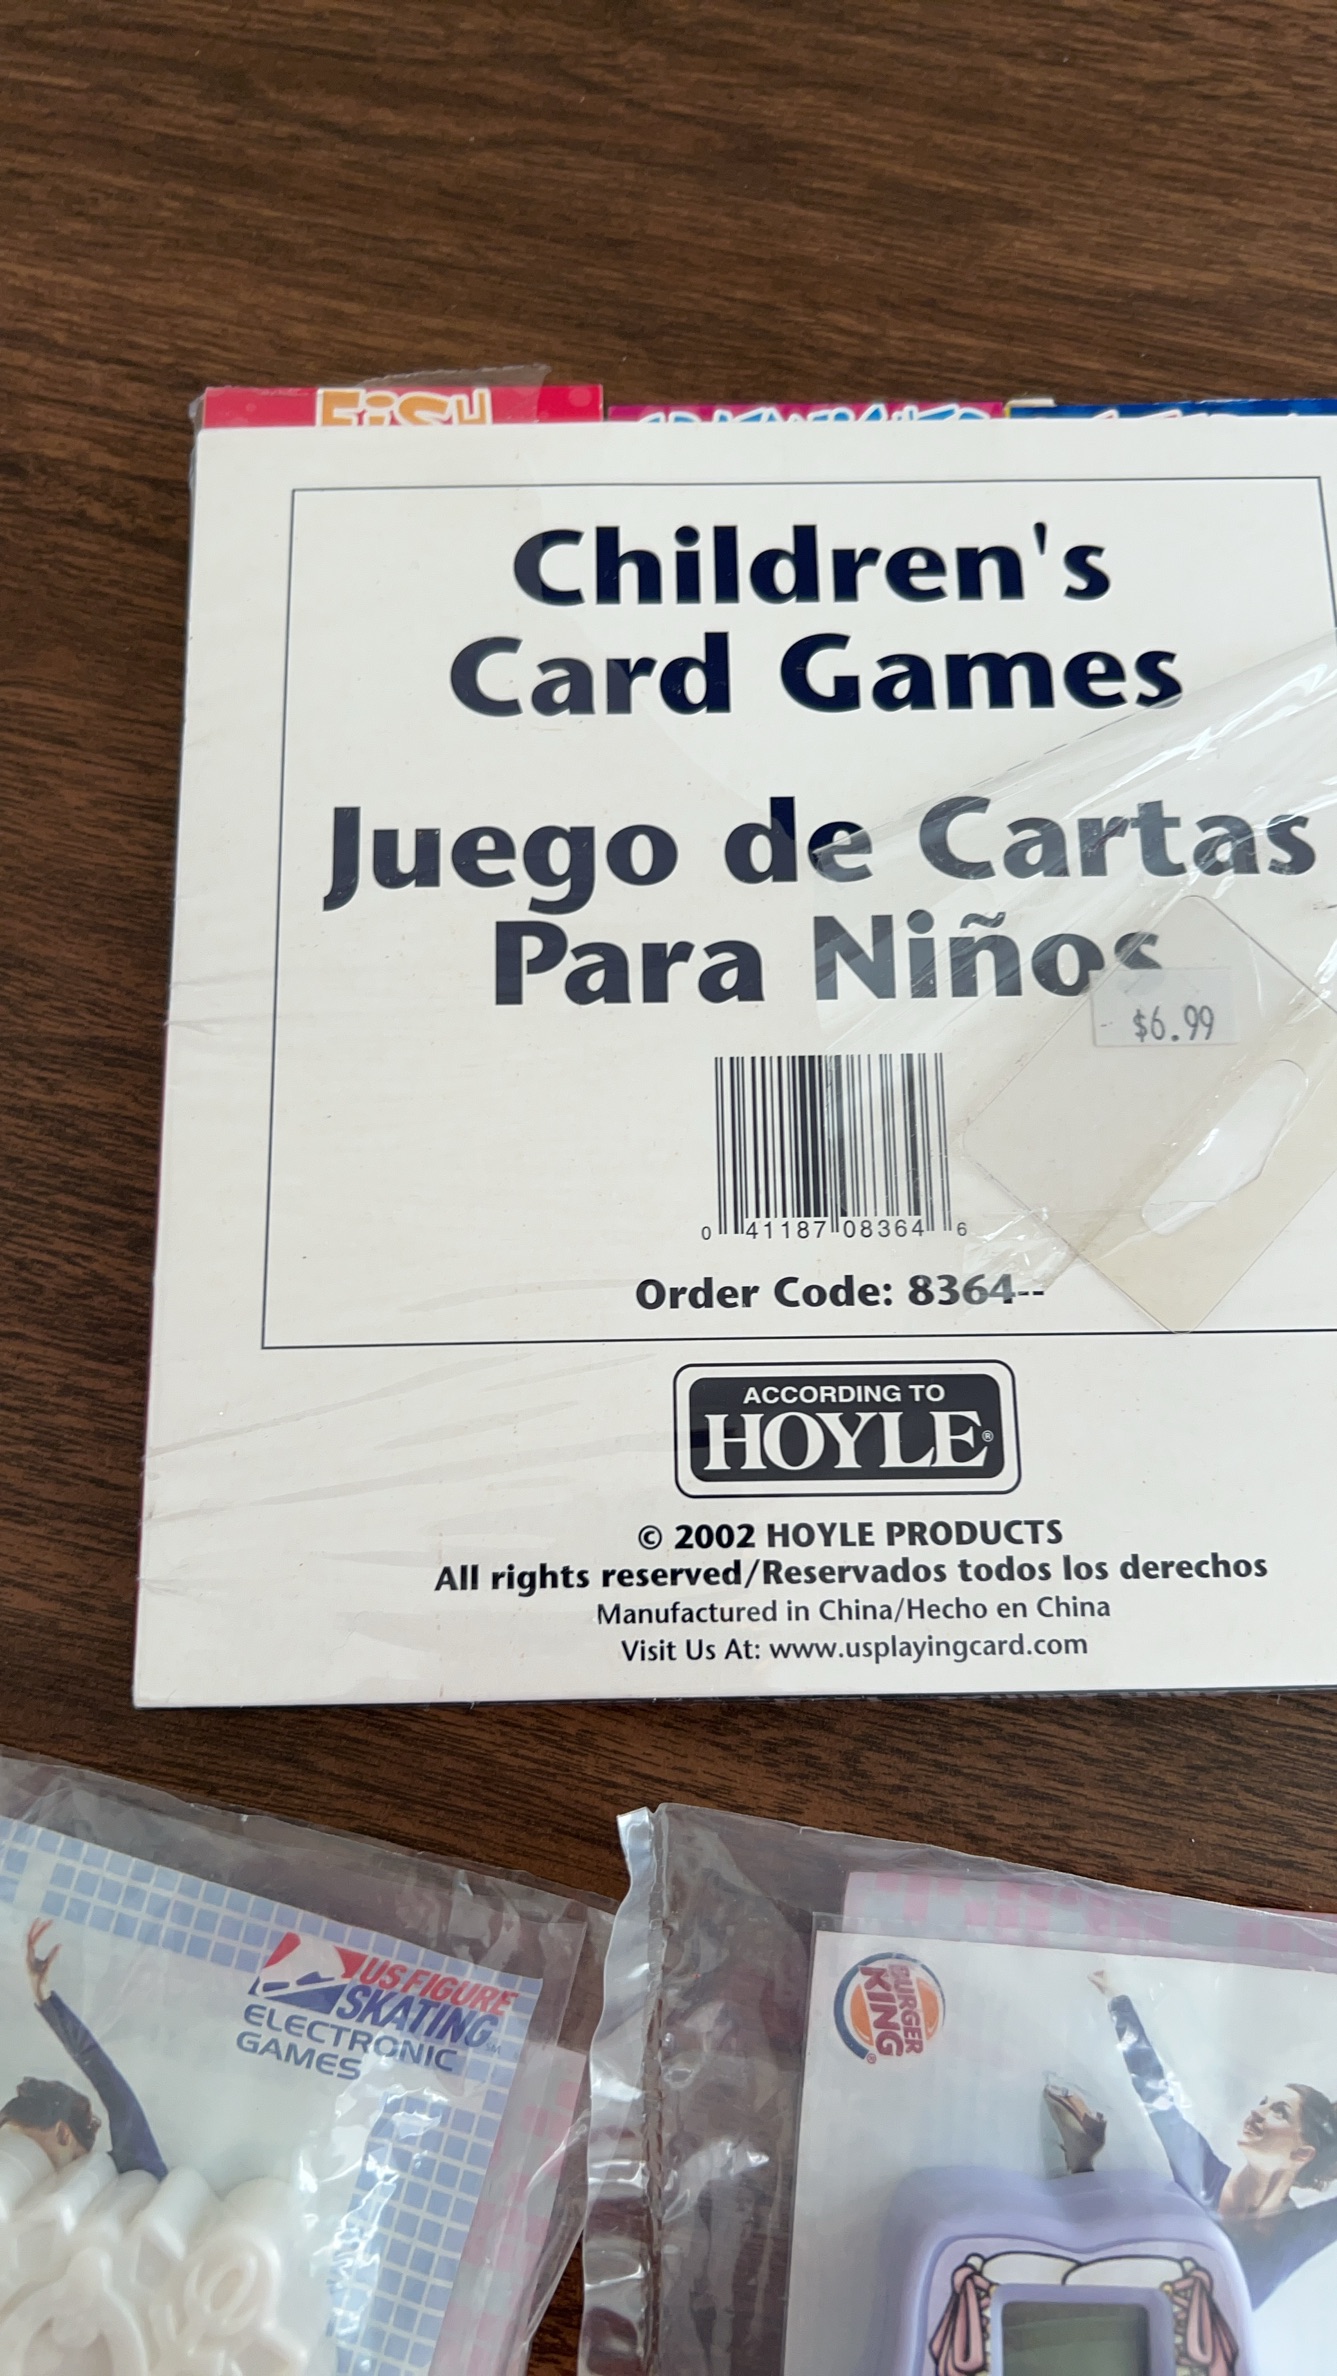 FiSH
Children's
Card Games
Juego de Cartas
Para Niños
$6.99
0 41187 08364 6
Order Code: 8364--
ACCORDING TO
HOYLE®
© 2002 HOYLE PRODUCTS
All rights reserved/Reservados todos los derechos
Manufactured in China/Hecho en China
Visit Us At: www.usplayingcard.com
US FIGURE
SKATING SM
ELECTRONIC
GAMES
BURGER
KING®